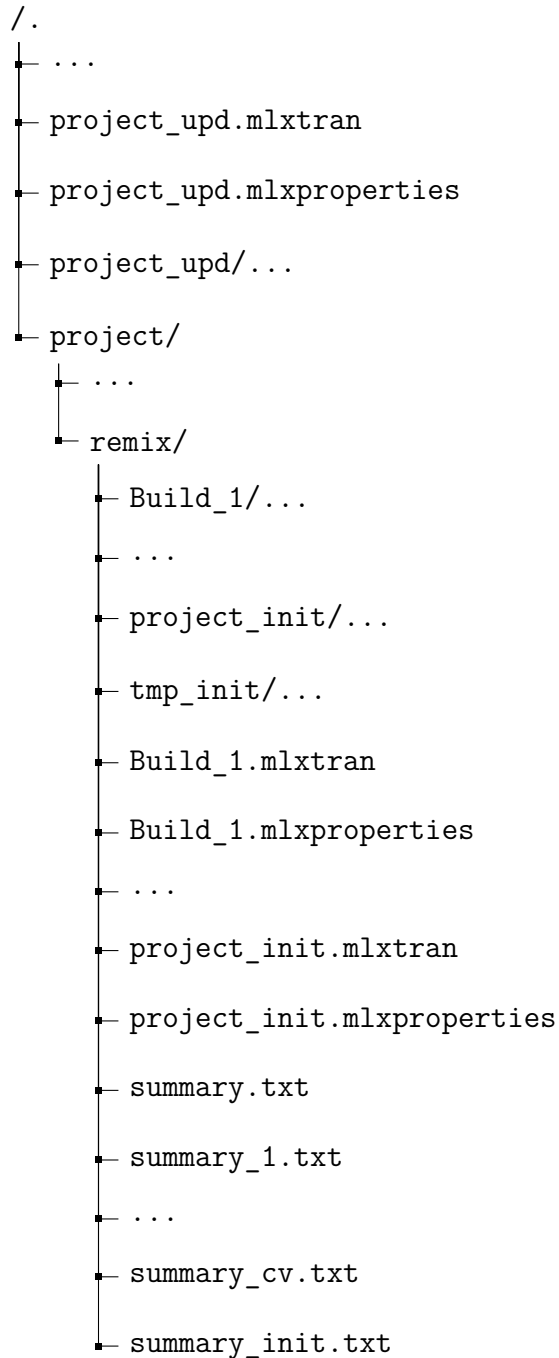 /.
...
project_upd.mlxtran
project_upd.mlxproperties
project_upd/...
project/
...
remix/
Build_1/...
...
project_init/...
tmp_init/...
Build_1.mlxtran
Build_1.mlxproperties
...
project_init.mlxtran
project_init.mlxproperties
summary.txt
summary_1.txt
...
summary_cv.txt
summary_init.txt